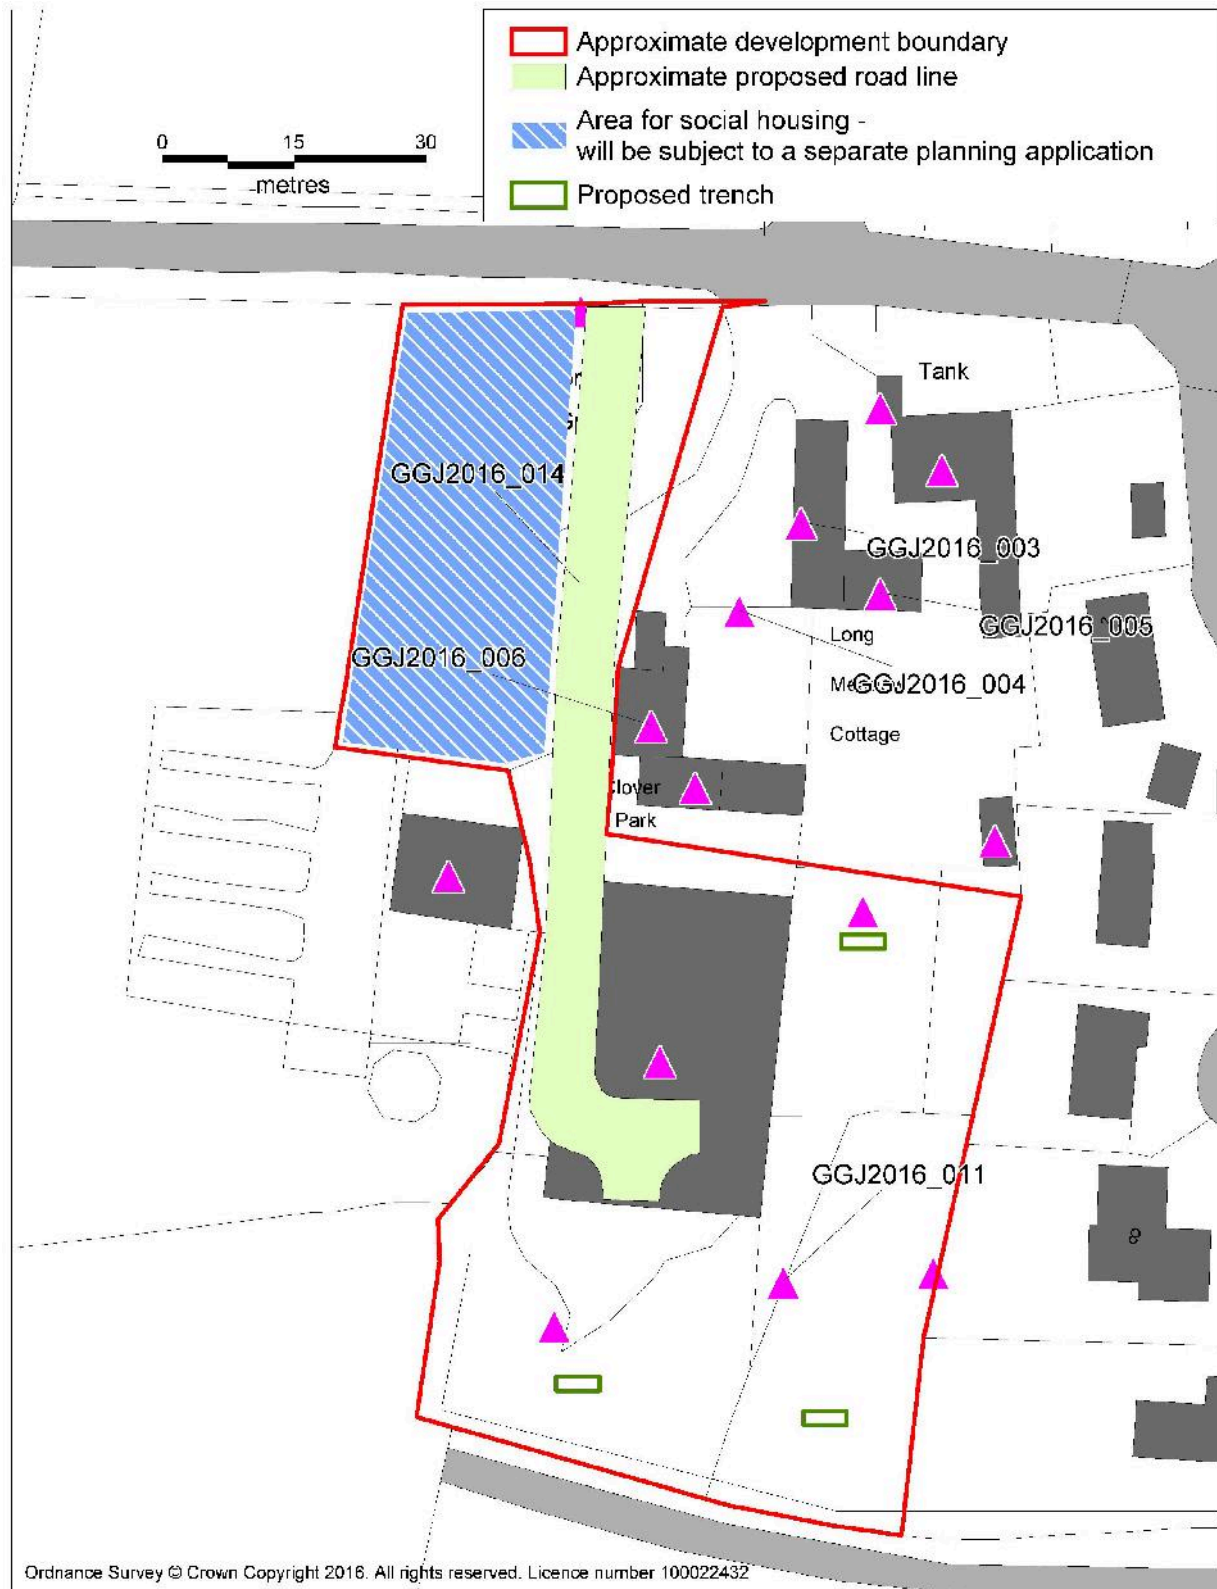 Approximate development boundary
Approximate proposed road line
Area for social housing -
will be subject to a separate planning application
Proposed trench
0 15 30
metres
Tank
GGJ2016_014
GGJ2016_003
GGJ2016_005
Long
GGJ2016_006
GGJ2016_004
Cottage
Park
GGJ2016_011
8
Ordnance Survey © Crown Copyright 2016. All rights reserved. Licence number 100022432